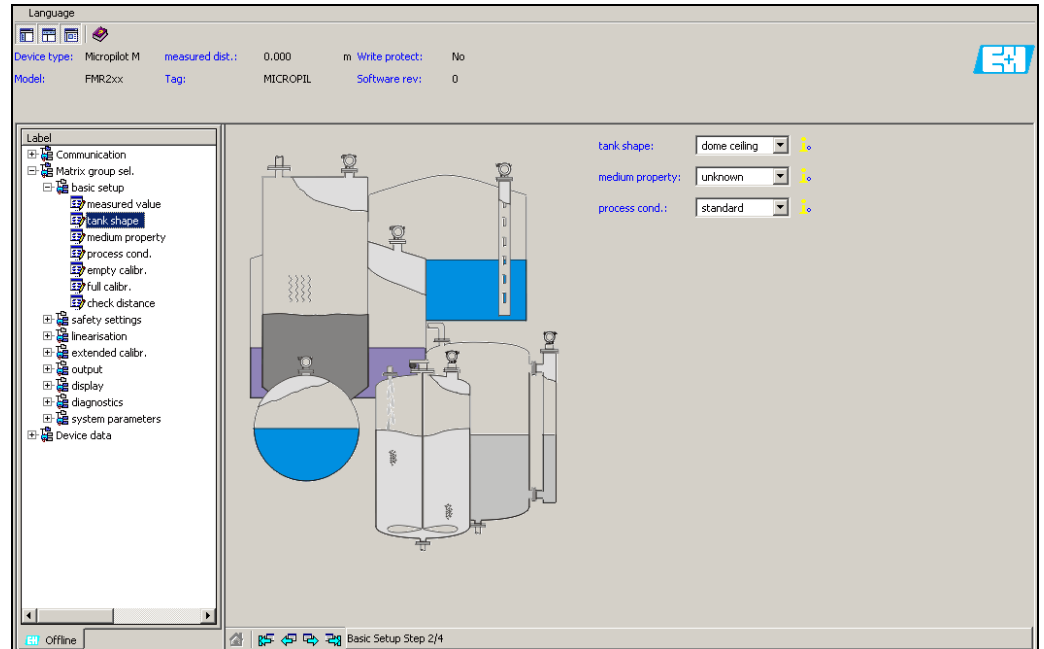 Language
Device type: Micropilot M measured dist.: 0.000 m Write protect: No
Model: FMR2xx Tag: MICROPIL Software rev: 0
E+H
Label
Communication
Matrix group sel.
basic setup
measured value
tank shape
medium property
process cond.
empty calibr.
full calibr.
check distance
safety settings
linearisation
extended calibr.
output
display
diagnostics
system parameters
Device data
tank shape: dome ceiling
medium property: unknown
process cond.: standard
Offline
Basic Setup Step 2/4